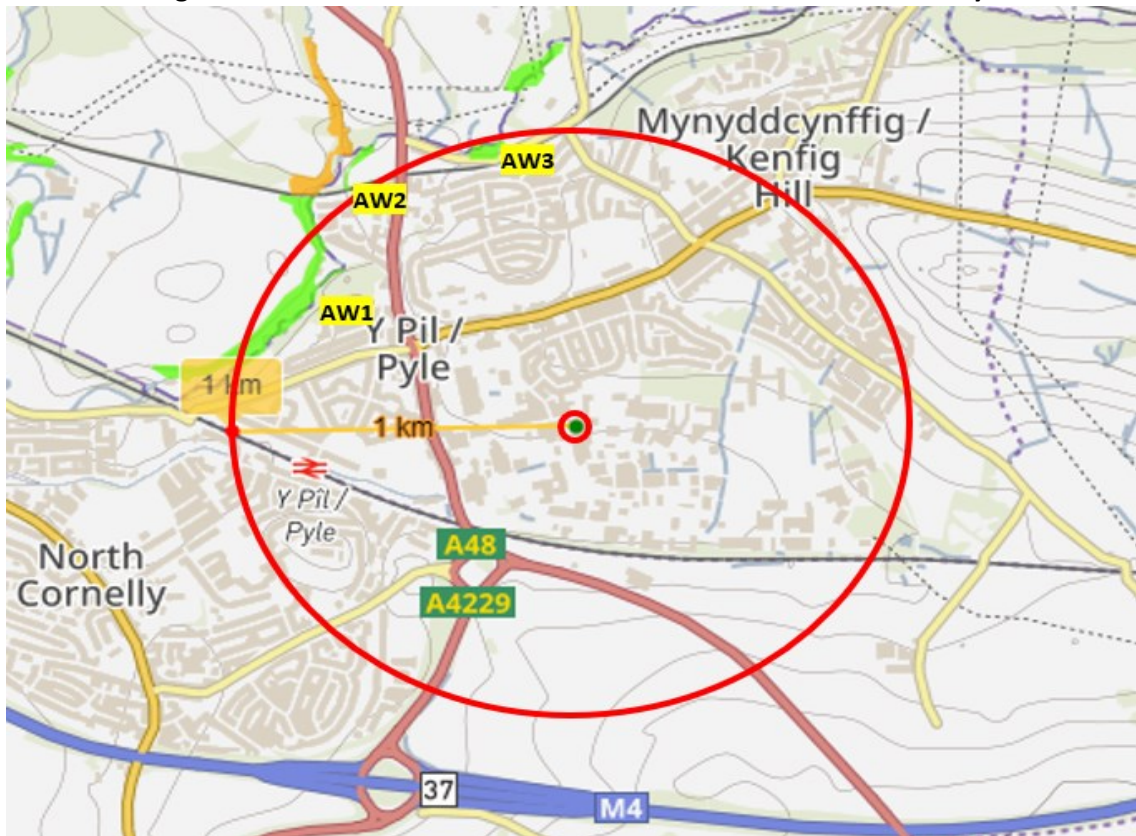 Mynyddcynffig /
Kenfig
Hill
AW3
AW2
AW1
Y Pil /
Pyle
1 km
1 km
Y Pîl /
Pyle
North
Cornelly
A48
A4229
37
M4